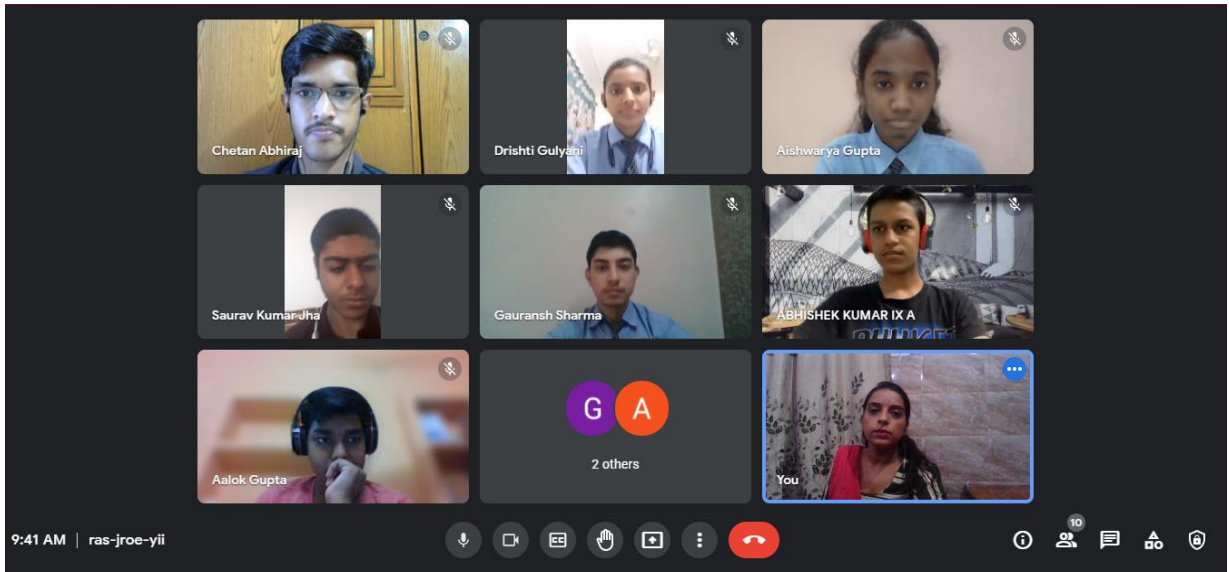 Chetan Abhiraj
Drishti Gulyani
Aishwarya Gupta
Saurav Kumar Jha
Gauransh Sharma
ABHISHEK KUMAR IX A
Aalok Gupta
G A
2 others
You
9:41 AM | ras-jroe-yii
CC
10